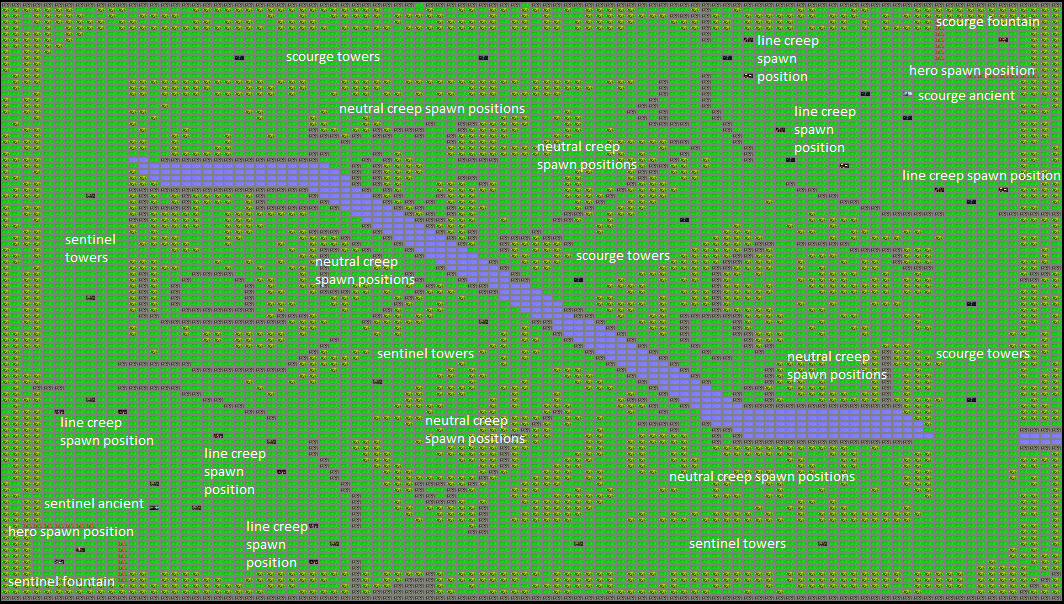 scourge fountain
line creep
spawn
position
scourge towers
hero spawn position
scourge ancient
neutral creep spawn positions
line creep
spawn
position
neutral creep
spawn positions
line creep spawn position
sentinel
towers
scourge towers
neutral creep
spawn positions
sentinel towers
neutral creep
spawn positions
scourge towers
line creep
spawn position
neutral creep
spawn positions
line creep
spawn
position
neutral creep spawn positions
sentinel ancient
hero spawn position
line creep
spawn
position
sentinel towers
sentinel fountain